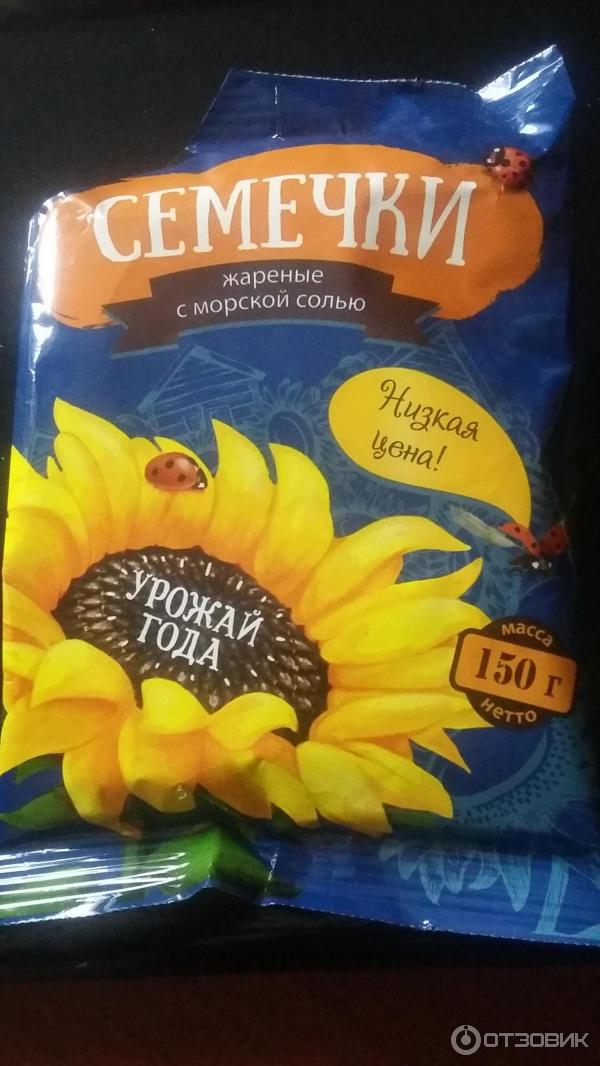 СЕМЕЧКИ
жареные
с морской солью
Низкая
цена!
УРОЖАЙ
ГОДА
масса
150 г
нетто
ОТЗОВИК